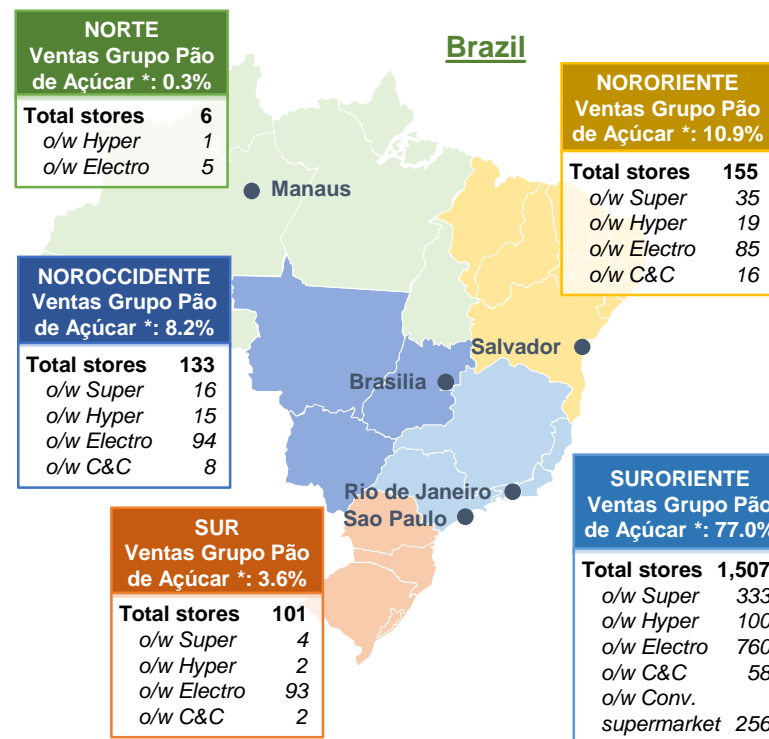 Brazil
NORTE
Ventas Grupo Pão
de Açúcar *: 0.3%
Total stores 6
o/w Hyper 1
o/w Electro 5
NORORIENTE
Ventas Grupo Pão
de Açúcar *: 10.9%
Total stores 155
o/w Super 35
o/w Hyper 19
o/w Electro 85
o/w C&C 16
Manaus
NOROCCIDENTE
Ventas Grupo Pão
de Açúcar *: 8.2%
Total stores 133
o/w Super 16
o/w Hyper 15
o/w Electro 94
o/w C&C 8
Salvador
Brasilia
Rio de Janeiro
Sao Paulo
SUR
Ventas Grupo Pão
de Açúcar *: 3.6%
Total stores 101
o/w Super 4
o/w Hyper 2
o/w Electro 93
o/w C&C 2
SURORIENTE
Ventas Grupo Pão
de Açúcar *: 77.0%
Total stores 1,507
o/w Super 333
o/w Hyper 100
o/w Electro 760
o/w C&C 58
o/w Conv.
supermarket 256